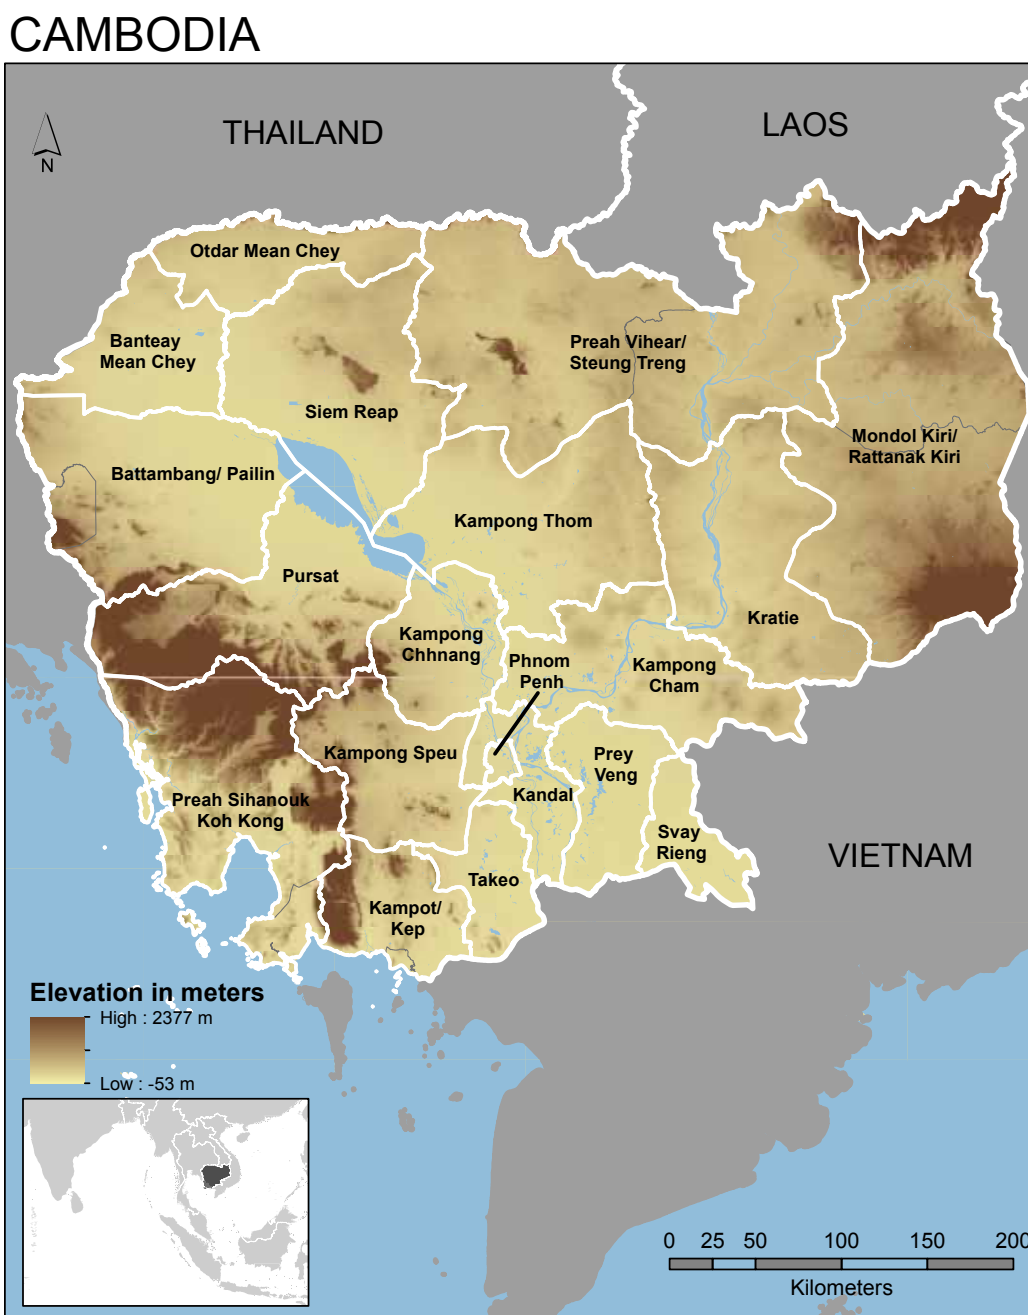 CAMBODIA
THAILAND
LAOS
N
Otdar Mean Chey
Banteay
Mean Chey
Preah Vihear/
Steung Treng
Siem Reap
Mondol Kiri/
Rattanak Kiri
Battambang/ Pailin
Kampong Thom
Pursat
Kratie
Kampong
Chhnang
Phnom
Penh
Kampong
Cham
Kampong Speu
Prey
Veng
Kandal
Preah Sihanouk
Koh Kong
Svay
Rieng
VIETNAM
Takeo
Kampot/
Kep
Elevation in meters
High : 2377 m
Low : -53 m
0 25 50 100 150 200
Kilometers